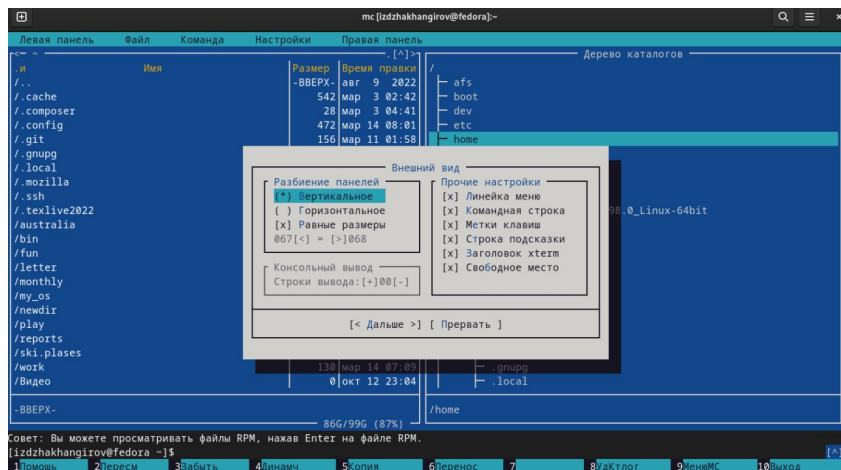 mc [izdzhakhangirov@fedora]:~
Левая панель Файл Команда Настройки Правая панель
<— ~ .[^]> Дерево каталогов
.и Имя Размер Время правки /
/.. -ВВЕРХ- авг 9 2022 afs
/.cache 542 мар 3 02:42 boot
/.composer 28 мар 3 04:41 dev
/.config 472 мар 14 08:01 etc
/.git 156 мар 11 01:58 home
/.gnupg
/.local Внешний вид
/.mozilla Разбиение панелей Прочие настройки
/.ssh (*) Вертикальное [x] Линейка меню
/.texlive2022 ( ) Горизонтальное [x] Командная строка 98.0_Linux-64bit
/australia [x] Равные размеры [x] Метки клавиш
/bin 067[<] = [>]068 [x] Строка подсказки
/fun [x] Заголовок xterm
/letter Консольный вывод [x] Свободное место
/monthly Строки вывода:[+]00[-]
/my_os
/newdir
/play [< Дальше >] [ Прервать ]
/reports
/ski.plases
/work 130 мар 14 07:09 .gnupg
/Видео 0 окт 12 23:04 .local
-ВВЕРХ- /home
86G/99G (87%)
Совет: Вы можете просматривать файлы RPM, нажав Enter на файле RPM.
[izdzhakhangirov@fedora ~]$ [^]
1Помощь 2Пересм 3Забыть 4Динамч 5Копия 6Перенос 7 8УдКтлог 9МенюMC 10Выход